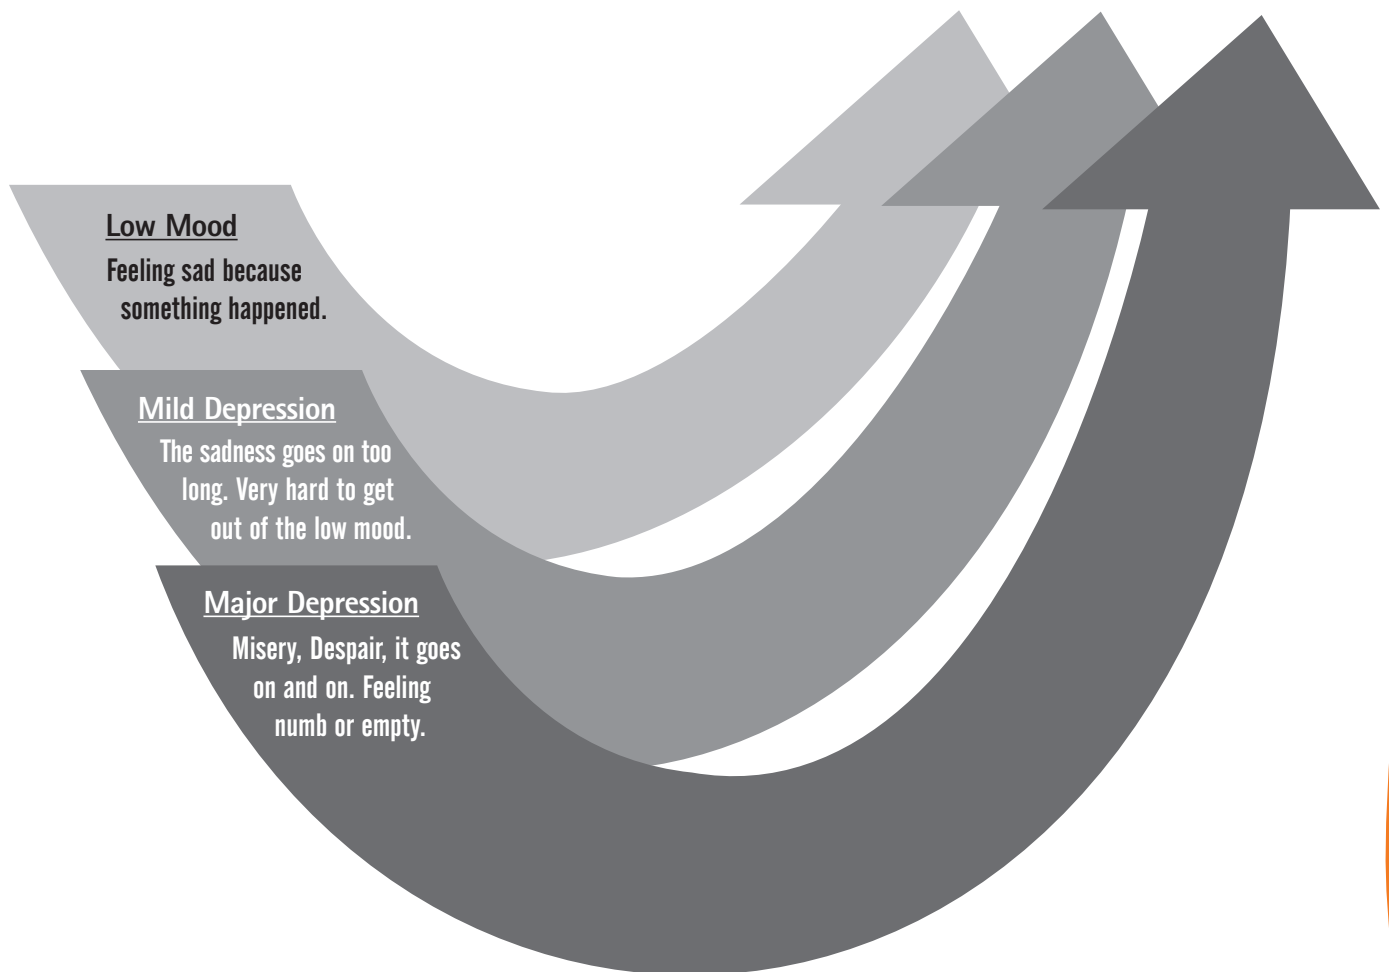 Low Mood
Feeling sad because
something happened.
Mild Depression
The sadness goes on too
long. Very hard to get
out of the low mood.
Major Depression
Misery, Despair, it goes
on and on. Feeling
numb or empty.